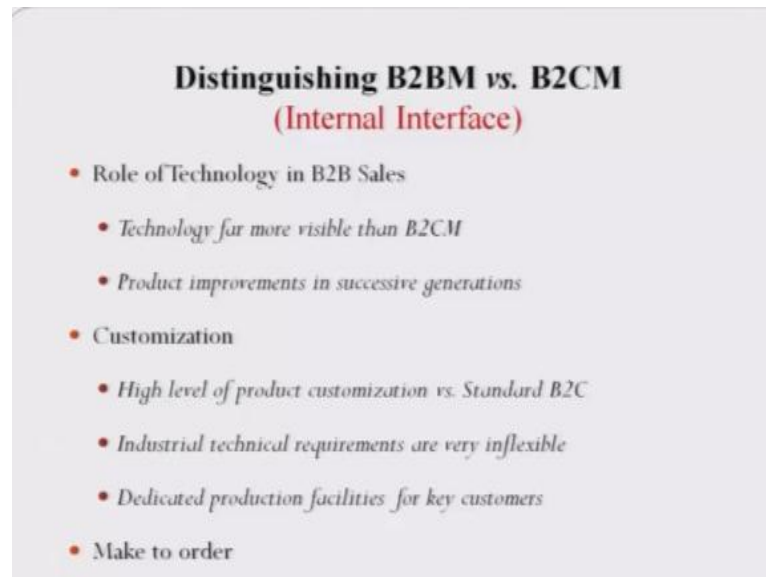 Distinguishing B2BM vs. B2CM
(Internal Interface)
• Role of Technology in B2B Sales
• Technology far more visible than B2CM
• Product improvements in successive generations
• Customization
• High level of product customization vs. Standard B2C
• Industrial technical requirements are very inflexible
• Dedicated production facilities for key customers
• Make to order